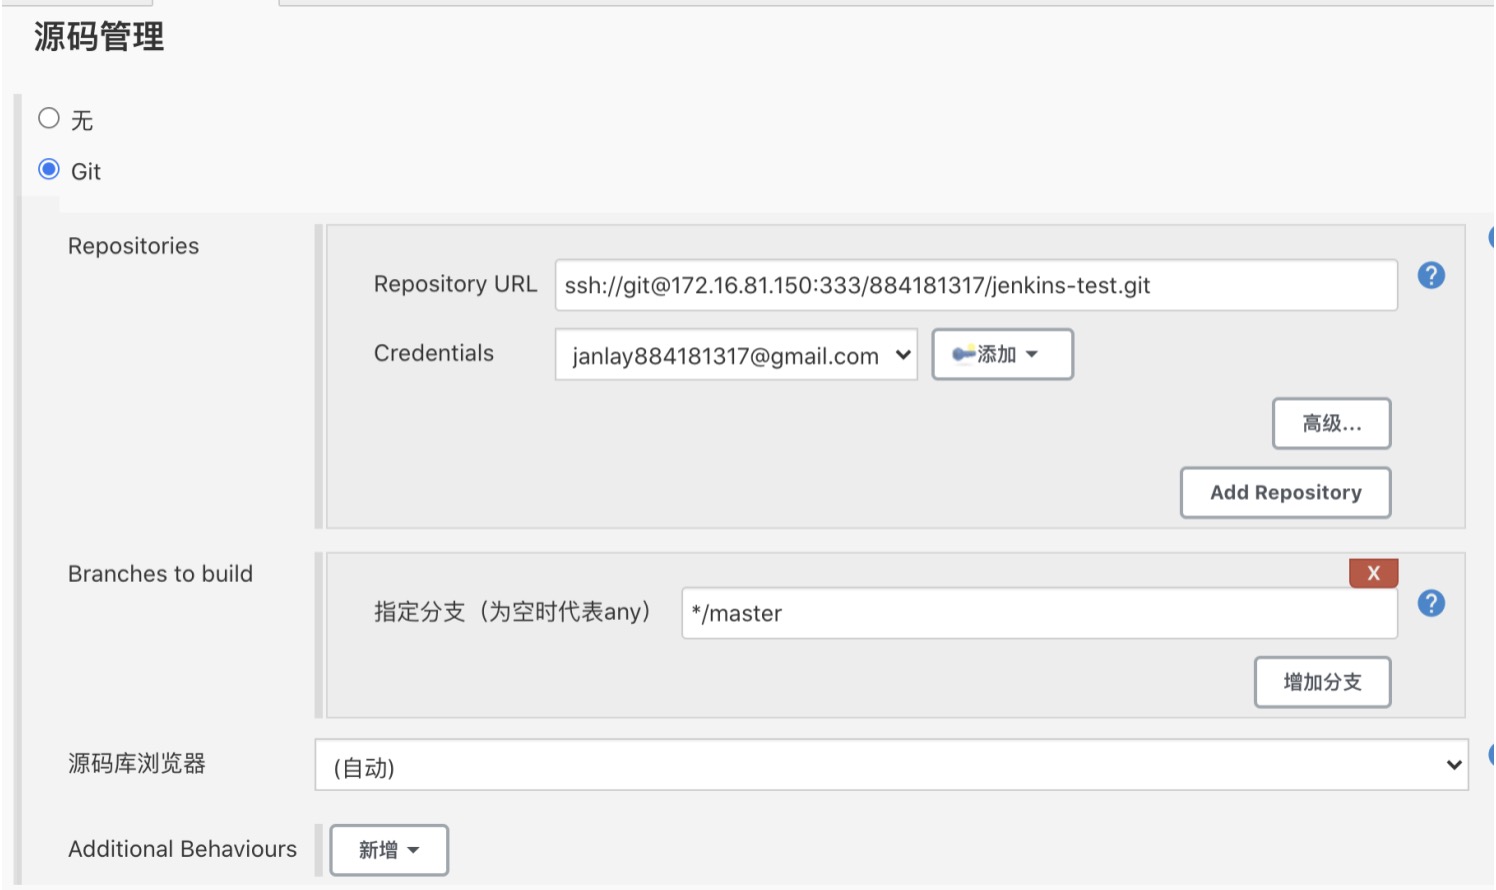 源码管理
无
Git
Repositories
Repository URL ssh://git@172.16.81.150:333/884181317/jenkins-test.git ?
Credentials janlay884181317@gmail.com 添加
高级...
Add Repository
Branches to build
X
指定分支（为空时代表any） */master ?
增加分支
源码库浏览器 (自动)
Additional Behaviours 新增